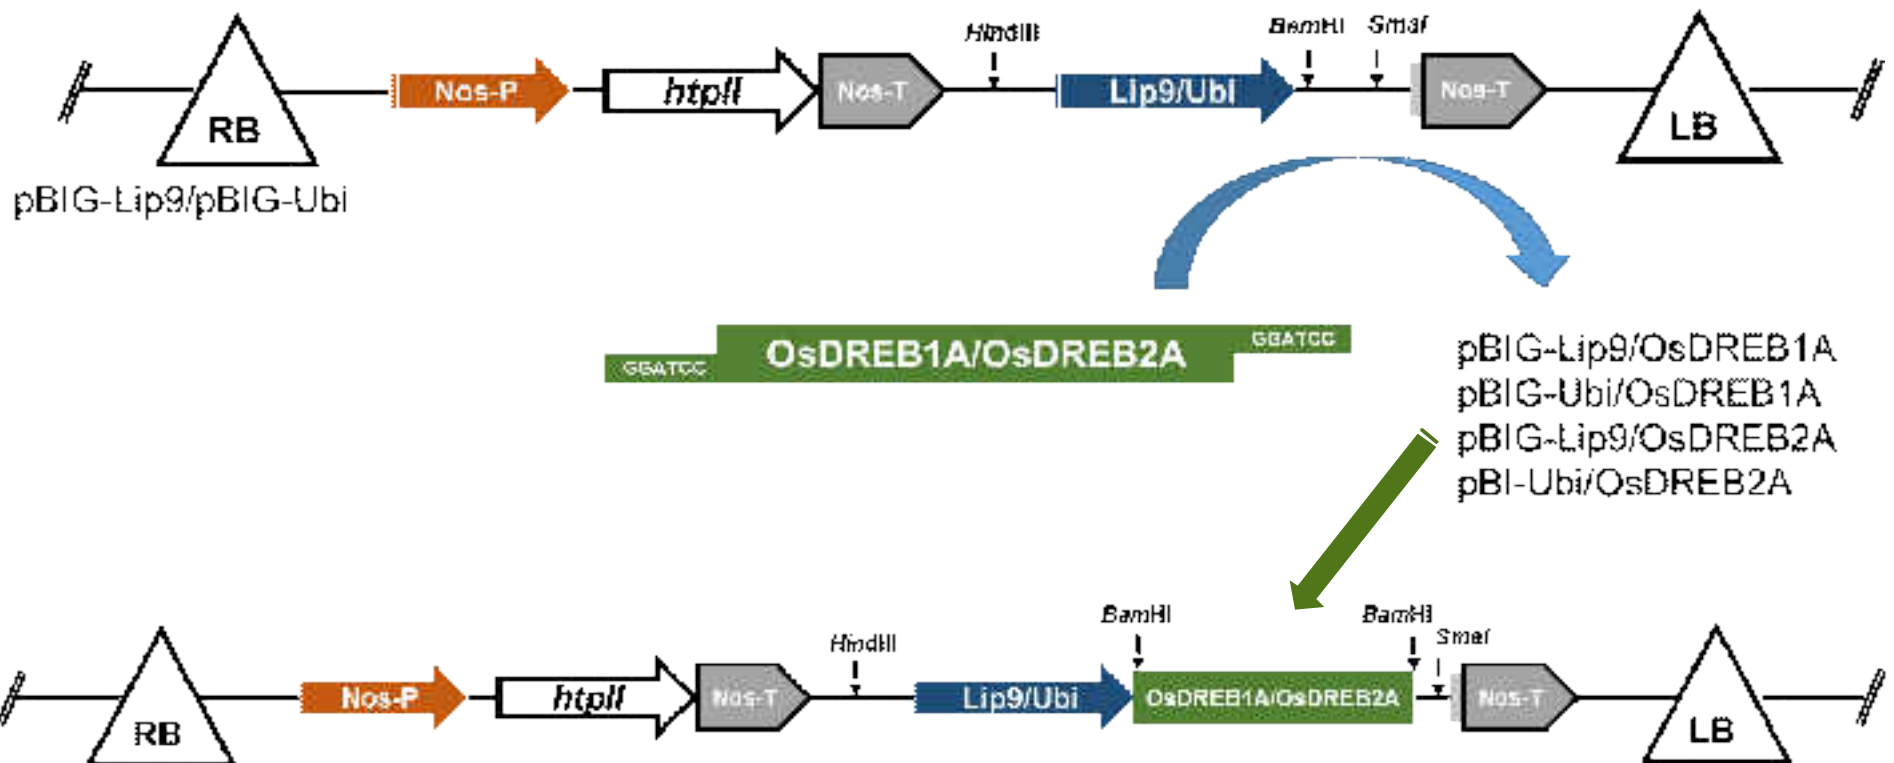 HindIII
BamHI
SmaI
Nos-P
htpII
Nos-T
Lip9/Ubi
Nos-T
RB
LB
pBIG-Lip9/pBIG-Ubi
GGATCC
OsDREB1A/OsDREB2A
GGATCC
pBIG-Lip9/OsDREB1A
pBIG-Ubi/OsDREB1A
pBIG-Lip9/OsDREB2A
pBI-Ubi/OsDREB2A
BamHI
BamHI
HindIII
SmaI
Nos-P
htpII
Nos-T
Lip9/Ubi
OsDREB1A/OsDREB2A
Nos-T
RB
LB